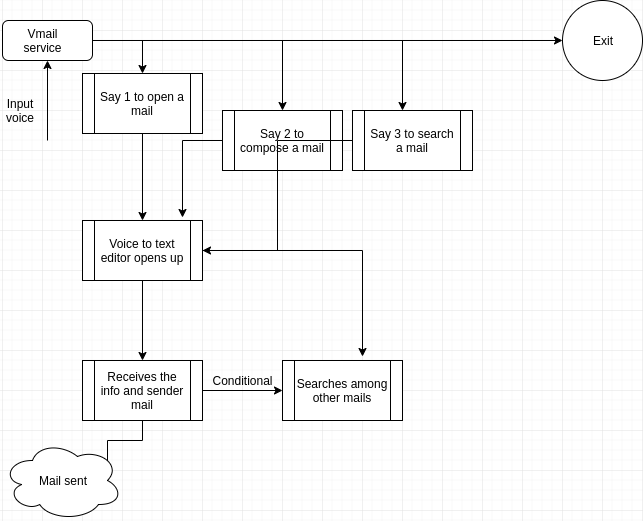 Vmail
service
Exit
Input
voice
Say 1 to open a
mail
Say 2 to
compose a mail
Say 3 to search
a mail
Voice to text
editor opens up
Receives the
info and sender
mail
Conditional
Searches among
other mails
Mail sent